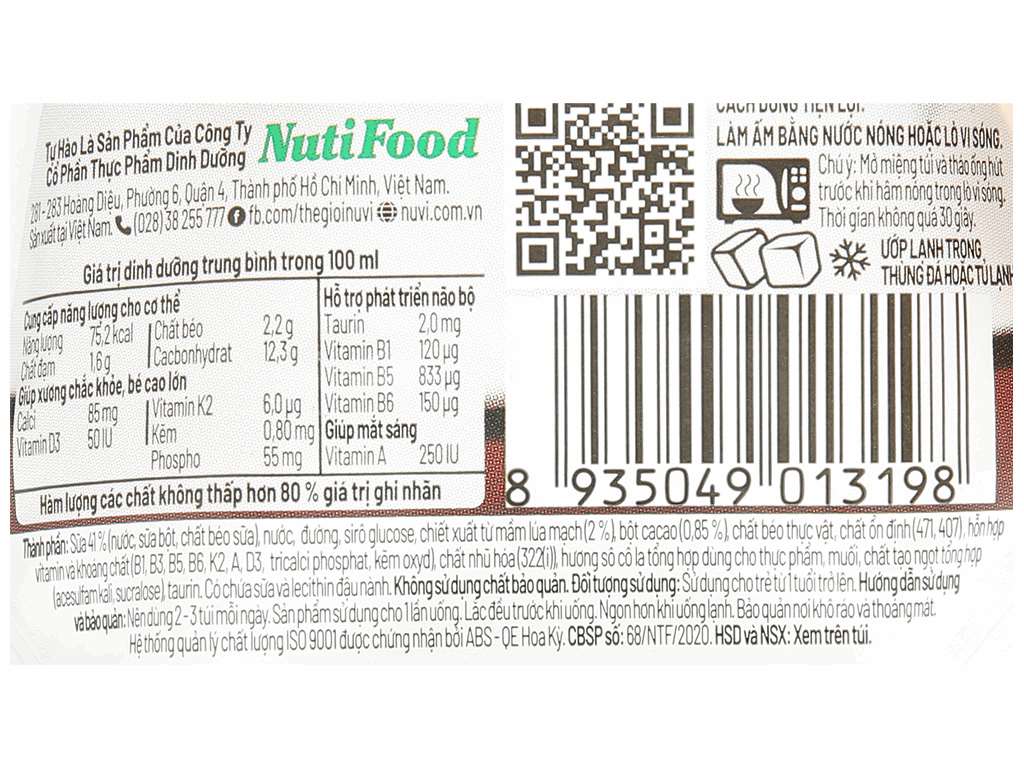 Tự Hào Là Sản Phẩm Của Công Ty
Cổ Phần Thực Phẩm Dinh Dưỡng NutiFood
281-283 Hoàng Diệu, Phường 6, Quận 4, Thành phố Hồ Chí Minh, Việt Nam.
Sản xuất tại Việt Nam. (028) 38 255 777 fb.com/thegioinuvi nuvi.com.vn
Giá trị dinh dưỡng trung bình trong 100 ml
Cung cấp năng lượng cho cơ thể
Năng lượng 75,2 kcal Chất béo 2,2 g
Chất đạm 1,6 g Cacbonhydrat 12,3 g
Giúp xương chắc khỏe, bé cao lớn
Calci 85 mg Vitamin K2 6,0 µg
Vitamin D3 50 IU Kẽm 0,80 mg
Phospho 55 mg
Hỗ trợ phát triển não bộ
Taurin 2,0 mg
Vitamin B1 120 µg
Vitamin B5 833 µg
Vitamin B6 150 µg
Giúp mắt sáng
Vitamin A 250 IU
Hàm lượng các chất không thấp hơn 80 % giá trị ghi nhãn
CÁCH DÙNG TIỆN LỢI:
LÀM ẤM BẰNG NƯỚC NÓNG HOẶC LÒ VI SÓNG.
Chú ý: Mở miệng túi và tháo ống hút
trước khi hâm nóng trong lò vi sóng.
Thời gian không quá 30 giây.
ƯỚP LẠNH TRONG
THÙNG ĐÁ HOẶC TỦ LẠNH
8 935049 013198
Thành phần: Sữa 41 % (nước, sữa bột, chất béo sữa), nước, đường, sirô glucose, chiết xuất từ mầm lúa mạch (2 %), bột cacao (0,85 %), chất béo thực vật, chất ổn định (471, 407), hỗn hợp
vitamin và khoáng chất (B1, B3, B5, B6, K2, A, D3, tricalci phosphat, kẽm oxyd), chất nhũ hóa (322(i)), hương sô cô la tổng hợp dùng cho thực phẩm, muối, chất tạo ngọt tổng hợp
(acesulfam kali, sucralose), taurin. Có chứa sữa và lecithin đậu nành. Không sử dụng chất bảo quản. Đối tượng sử dụng: Sử dụng cho trẻ từ 1 tuổi trở lên. Hướng dẫn sử dụng
và bảo quản: Nên dùng 2 - 3 túi mỗi ngày. Sản phẩm sử dụng cho 1 lần uống. Lắc đều trước khi uống. Ngon hơn khi uống lạnh. Bảo quản nơi khô ráo và thoáng mát.
Hệ thống quản lý chất lượng ISO 9001 được chứng nhận bởi ABS - QE Hoa Kỳ. CBSP số: 68/NTF/2020. HSD và NSX: Xem trên túi.